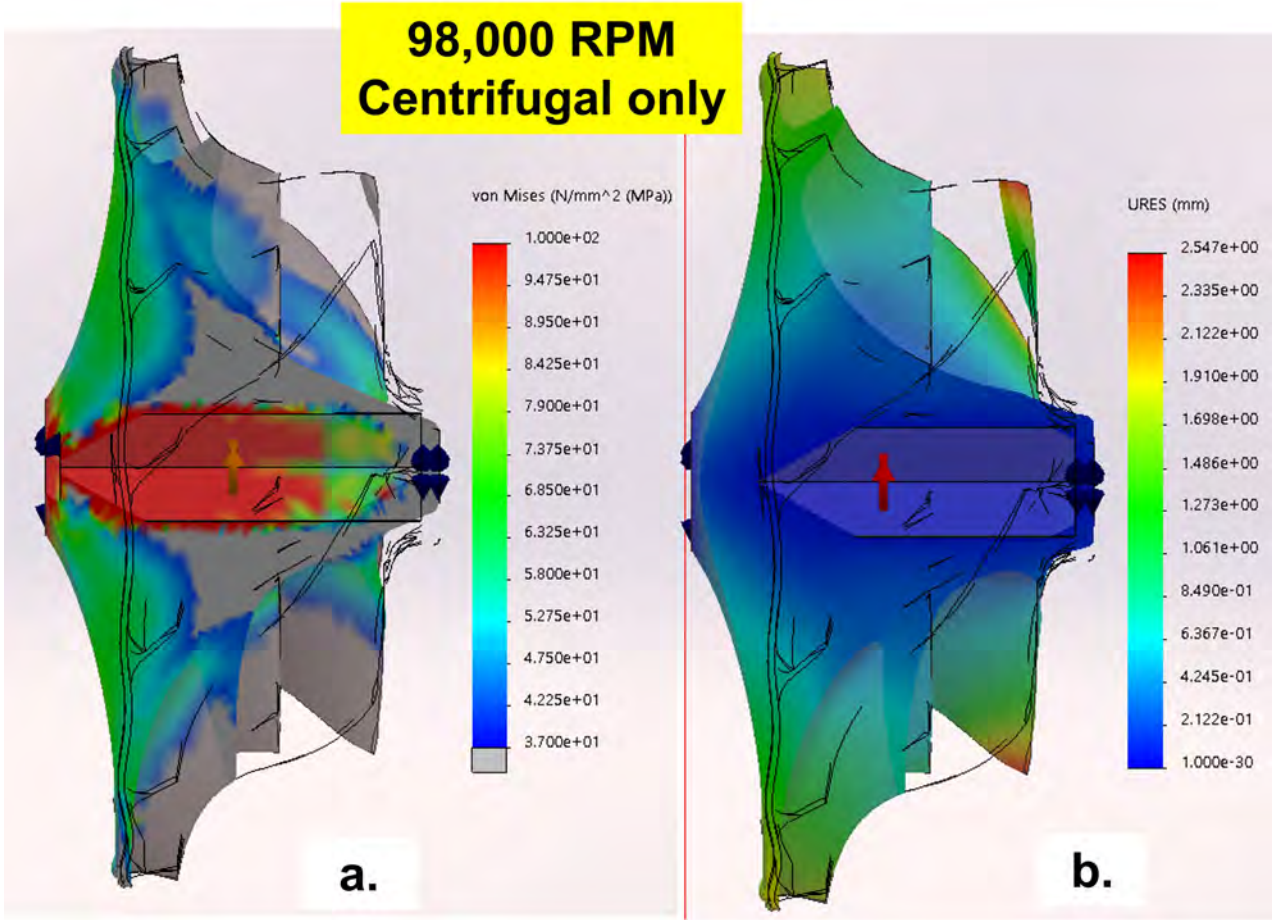 98,000 RPM
Centrifugal only
von Mises (N/mm^2 (MPa))
1.000e+02
9.475e+01
8.950e+01
8.425e+01
7.900e+01
7.375e+01
6.850e+01
6.325e+01
5.800e+01
5.275e+01
4.750e+01
4.225e+01
3.700e+01
a.
URES (mm)
2.547e+00
2.335e+00
2.122e+00
1.910e+00
1.698e+00
1.486e+00
1.273e+00
1.061e+00
8.490e-01
6.367e-01
4.245e-01
2.122e-01
1.000e-30
b.